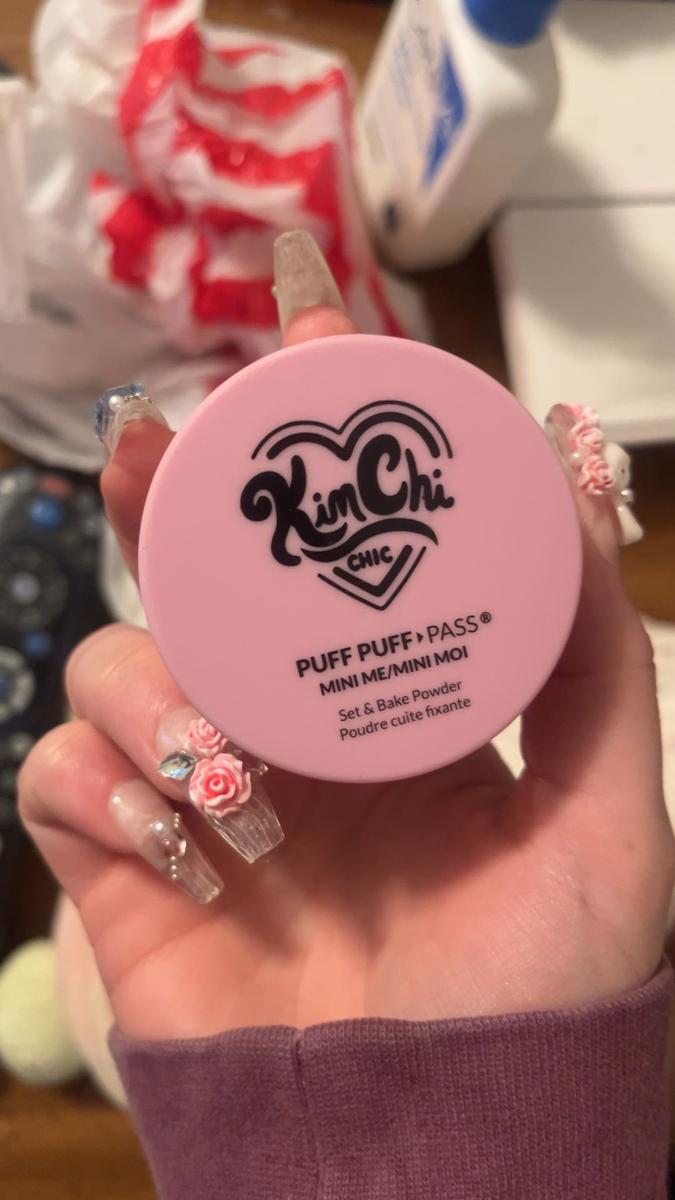 KimChi
CHIC
PUFF PUFF▸PASS®
MINI ME/MINI MOI
Set & Bake Powder
Poudre cuite fixante